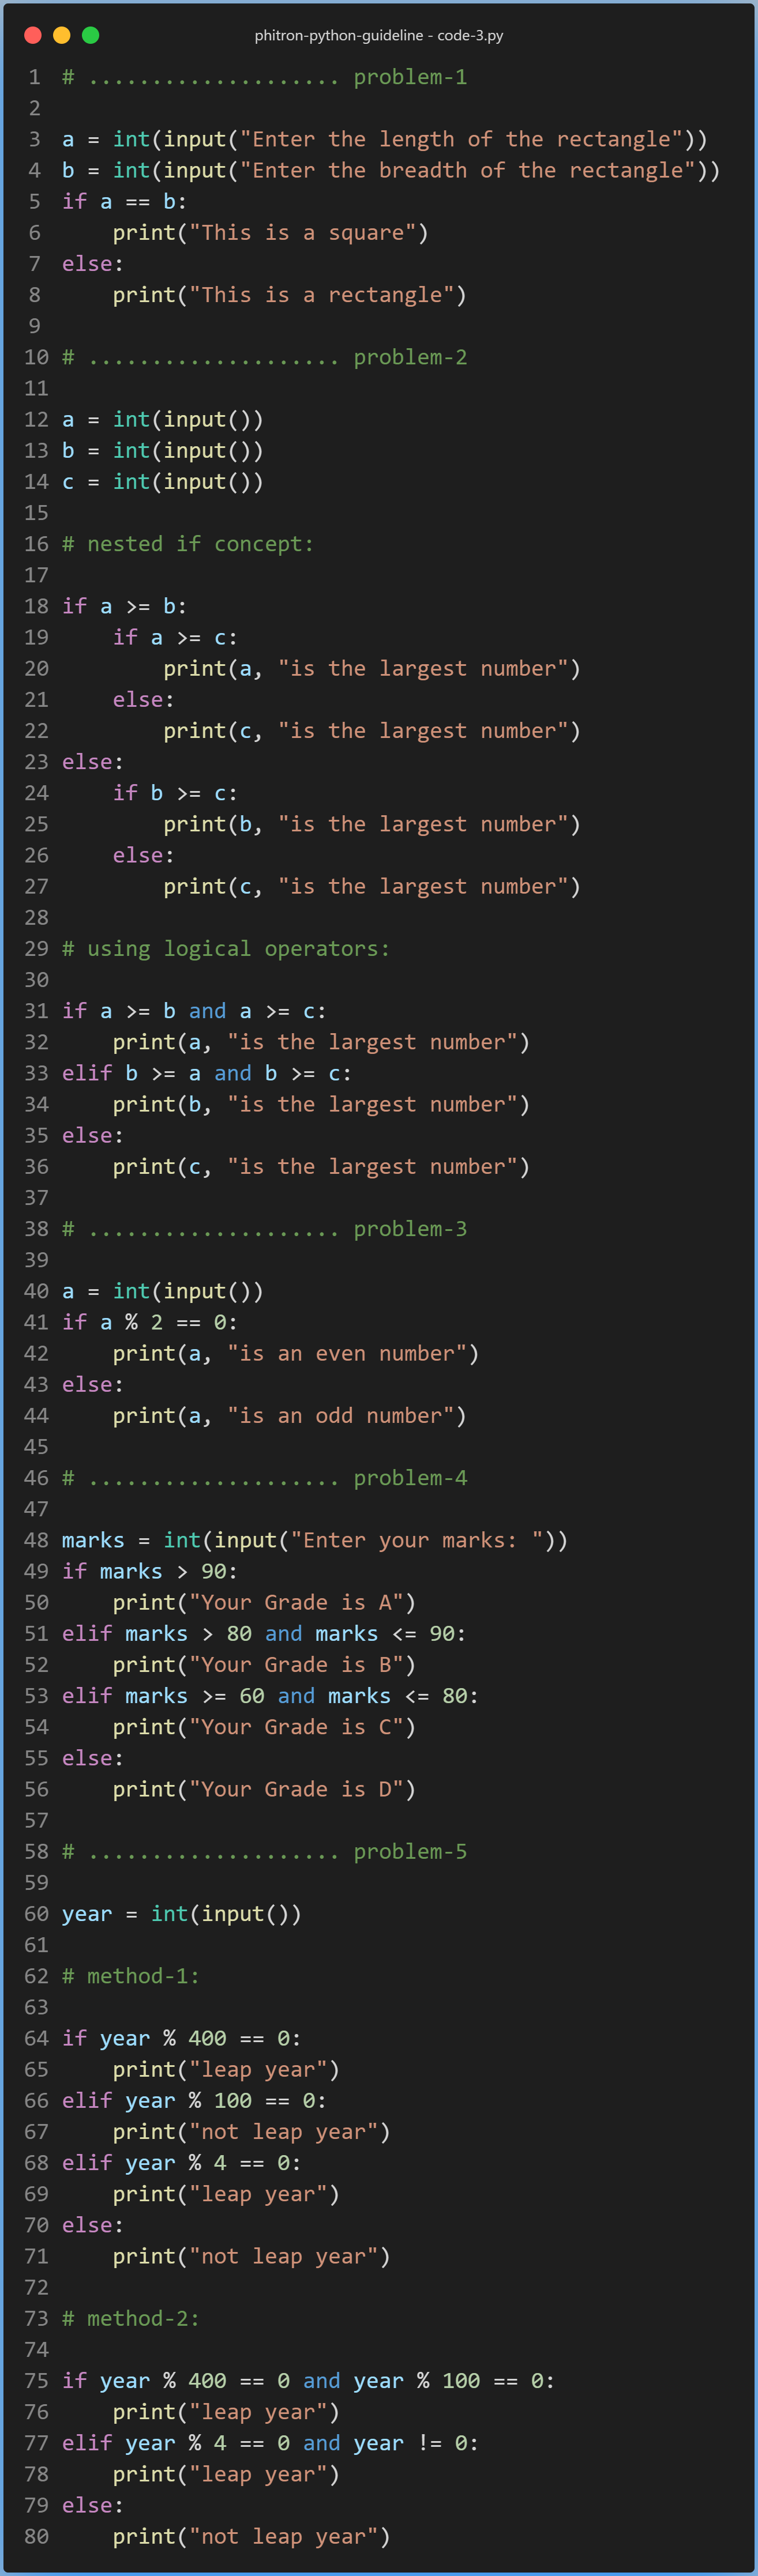 phitron-python-guideline - code-3.py
1 # .................... problem-1
2
3 a = int(input("Enter the length of the rectangle"))
4 b = int(input("Enter the breadth of the rectangle"))
5 if a == b:
6     print("This is a square")
7 else:
8     print("This is a rectangle")
9
10 # .................... problem-2
11
12 a = int(input())
13 b = int(input())
14 c = int(input())
15
16 # nested if concept:
17
18 if a >= b:
19     if a >= c:
20         print(a, "is the largest number")
21     else:
22         print(c, "is the largest number")
23 else:
24     if b >= c:
25         print(b, "is the largest number")
26     else:
27         print(c, "is the largest number")
28
29 # using logical operators:
30
31 if a >= b and a >= c:
32     print(a, "is the largest number")
33 elif b >= a and b >= c:
34     print(b, "is the largest number")
35 else:
36     print(c, "is the largest number")
37
38 # .................... problem-3
39
40 a = int(input())
41 if a % 2 == 0:
42     print(a, "is an even number")
43 else:
44     print(a, "is an odd number")
45
46 # .................... problem-4
47
48 marks = int(input("Enter your marks: "))
49 if marks > 90:
50     print("Your Grade is A")
51 elif marks > 80 and marks <= 90:
52     print("Your Grade is B")
53 elif marks >= 60 and marks <= 80:
54     print("Your Grade is C")
55 else:
56     print("Your Grade is D")
57
58 # .................... problem-5
59
60 year = int(input())
61
62 # method-1:
63
64 if year % 400 == 0:
65     print("leap year")
66 elif year % 100 == 0:
67     print("not leap year")
68 elif year % 4 == 0:
69     print("leap year")
70 else:
71     print("not leap year")
72
73 # method-2:
74
75 if year % 400 == 0 and year % 100 == 0:
76     print("leap year")
77 elif year % 4 == 0 and year != 0:
78     print("leap year")
79 else:
80     print("not leap year")